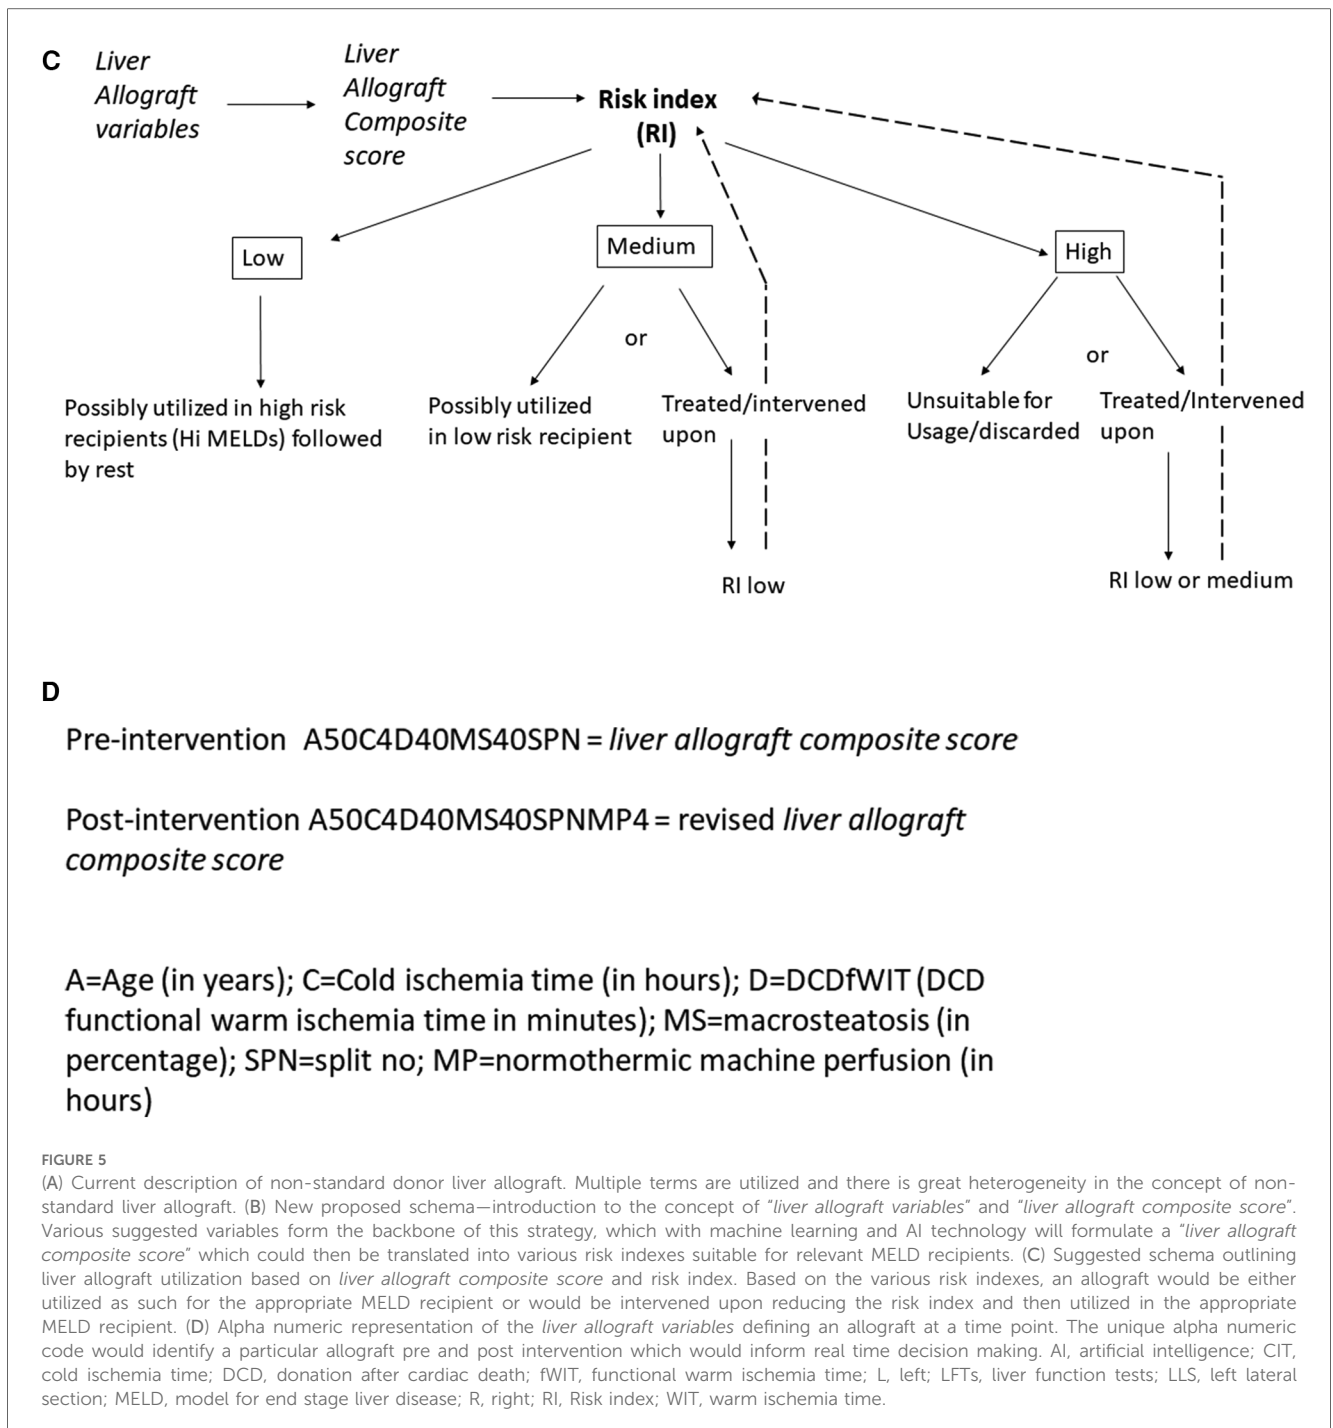 C
Liver
Allograft
variables
Liver
Allograft
Composite
score
Risk index
(RI)
Low
Medium
High
Possibly utilized in high risk
recipients (Hi MELDs) followed
by rest
or
Possibly utilized
in low risk recipient
Treated/intervened
upon
RI low
or
Unsuitable for
Usage/discarded
Treated/Intervened
upon
RI low or medium
D
Pre-intervention A50C4D40MS40SPN = liver allograft composite score
Post-intervention A50C4D40MS40SPNMP4 = revised liver allograft
composite score
A=Age (in years); C=Cold ischemia time (in hours); D=DCDfWIT (DCD
functional warm ischemia time in minutes); MS=macrosteatosis (in
percentage); SPN=split no; MP=normothermic machine perfusion (in
hours)
FIGURE 5
(A) Current description of non-standard donor liver allograft. Multiple terms are utilized and there is great heterogeneity in the concept of non-
standard liver allograft. (B) New proposed schema—introduction to the concept of "liver allograft variables" and "liver allograft composite score".
Various suggested variables form the backbone of this strategy, which with machine learning and AI technology will formulate a "liver allograft
composite score" which could then be translated into various risk indexes suitable for relevant MELD recipients. (C) Suggested schema outlining
liver allograft utilization based on liver allograft composite score and risk index. Based on the various risk indexes, an allograft would be either
utilized as such for the appropriate MELD recipient or would be intervened upon reducing the risk index and then utilized in the appropriate
MELD recipient. (D) Alpha numeric representation of the liver allograft variables defining an allograft at a time point. The unique alpha numeric
code would identify a particular allograft pre and post intervention which would inform real time decision making. AI, artificial intelligence; CIT,
cold ischemia time; DCD, donation after cardiac death; fWIT, functional warm ischemia time; L, left; LFTs, liver function tests; LLS, left lateral
section; MELD, model for end stage liver disease; R, right; RI, Risk index; WIT, warm ischemia time.